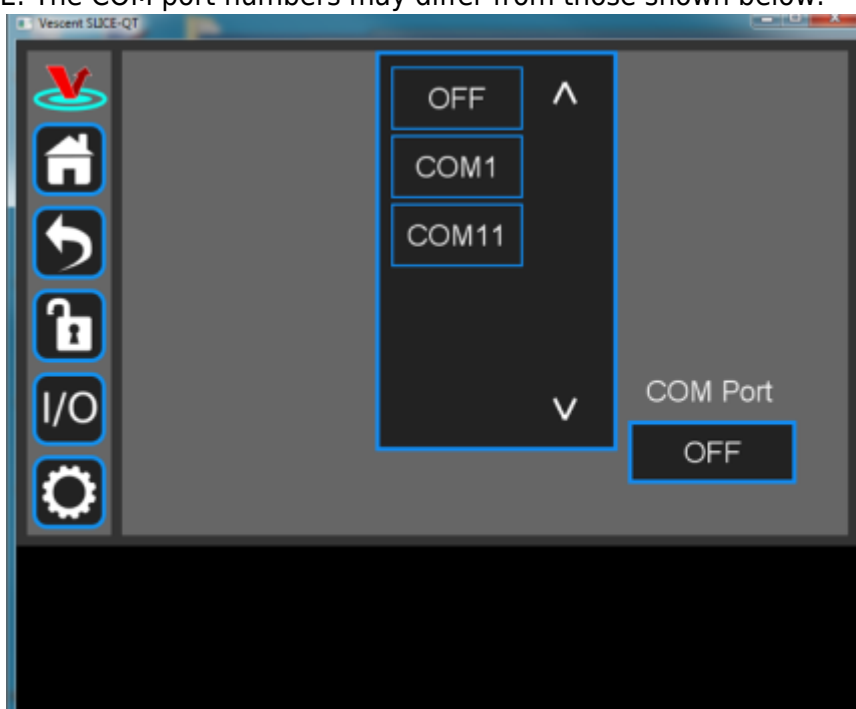 E: The COM port numbers may differ from those shown below.
Vescent SLICE-QT
OFF
COM1
COM11
I/O
COM Port
OFF